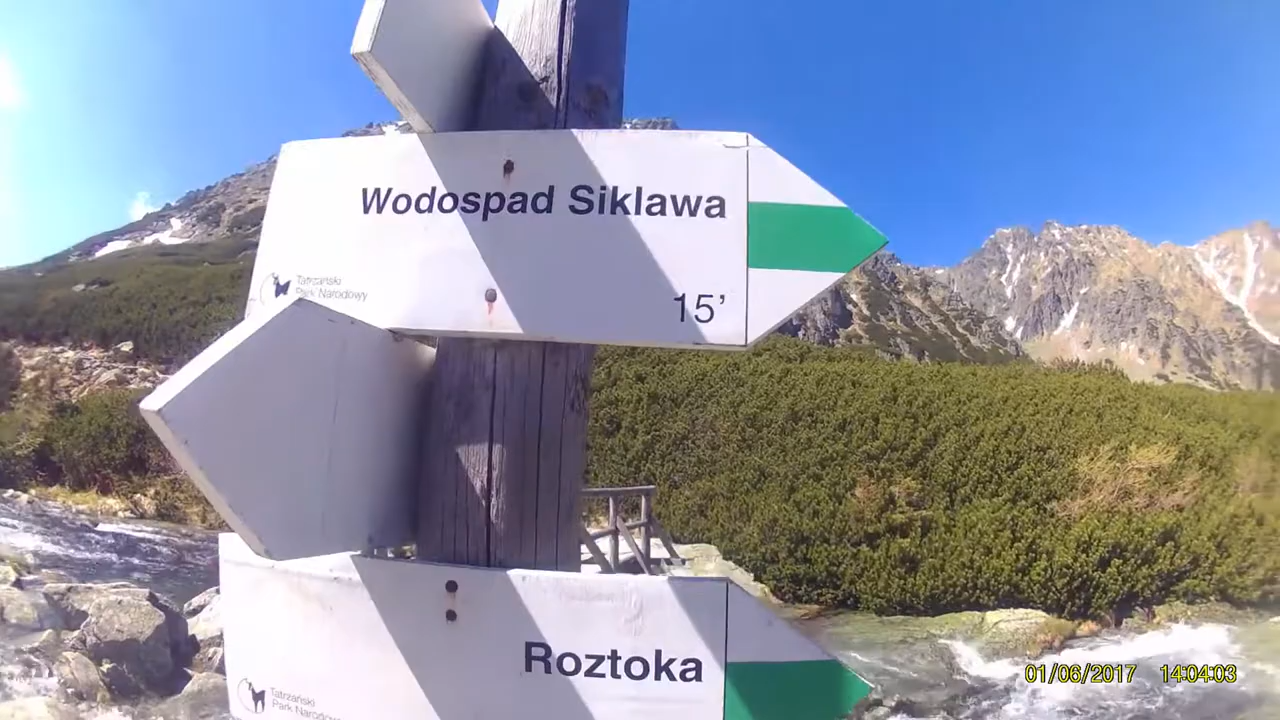 Wodospad Siklawa
Tatrzański
Park Narodowy
15’
Roztoka
Tatrzański
Park Narodowy
01/06/2017 14:04:03